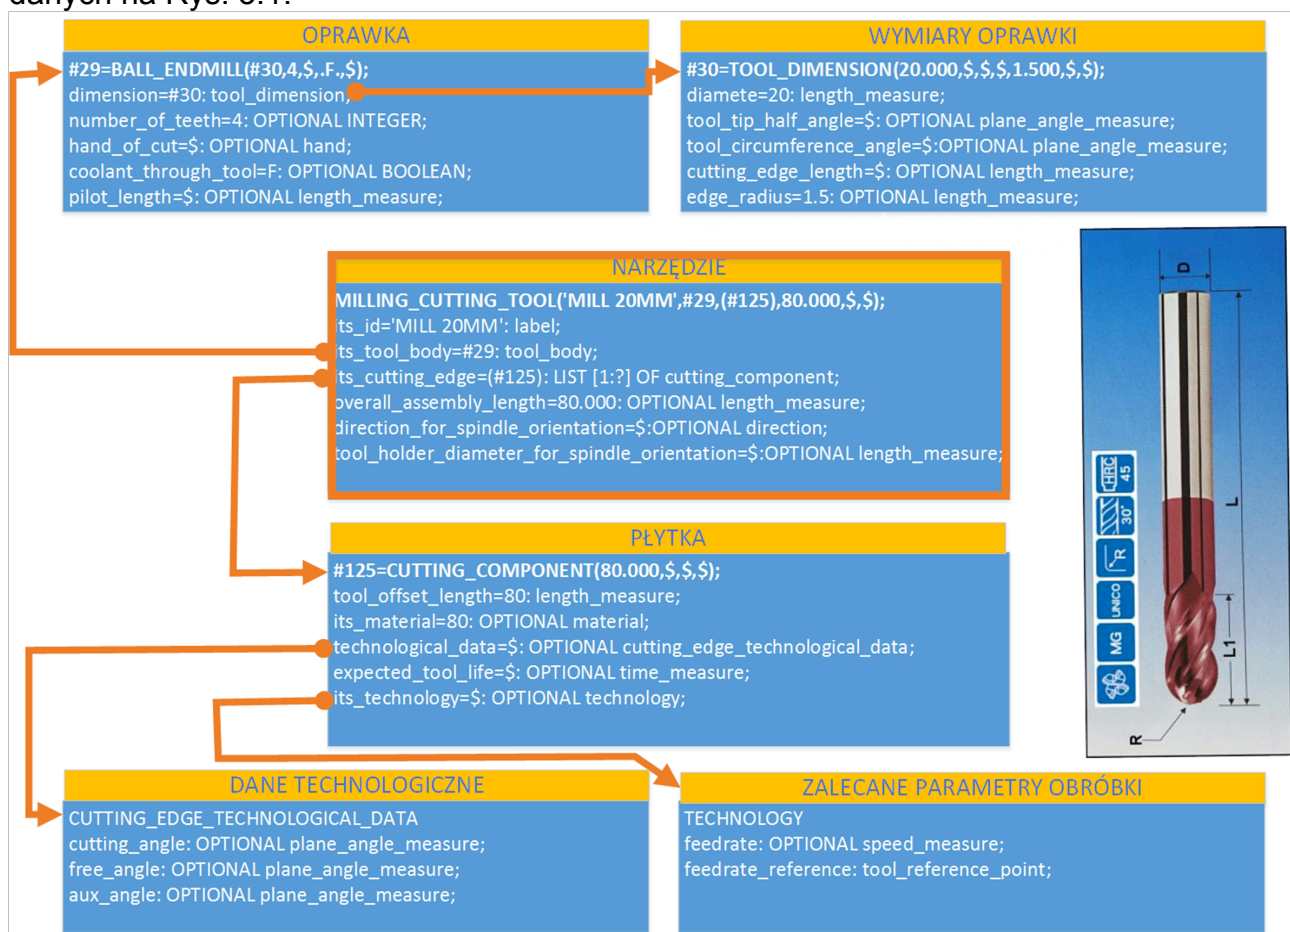 danych na Rys. 3.1.
OPRAWKA
#29=BALL_ENDMILL(#30,4,$,.F.,$);
dimension=#30: tool_dimension;
number_of_teeth=4: OPTIONAL INTEGER;
hand_of_cut=$: OPTIONAL hand;
coolant_through_tool=F: OPTIONAL BOOLEAN;
pilot_length=$: OPTIONAL length_measure;
WYMIARY OPRAWKI
#30=TOOL_DIMENSION(20.000,$,$,$,1.500,$,$);
diamete=20: length_measure;
tool_tip_half_angle=$: OPTIONAL plane_angle_measure;
tool_circumference_angle=$:OPTIONAL plane_angle_measure;
cutting_edge_length=$: OPTIONAL length_measure;
edge_radius=1.5: OPTIONAL length_measure;
NARZĘDZIE
MILLING_CUTTING_TOOL('MILL 20MM',#29,(#125),80.000,$,$);
its_id='MILL 20MM': label;
its_tool_body=#29: tool_body;
its_cutting_edge=(#125): LIST [1:?] OF cutting_component;
overall_assembly_length=80.000: OPTIONAL length_measure;
direction_for_spindle_orientation=$:OPTIONAL direction;
tool_holder_diameter_for_spindle_orientation=$:OPTIONAL length_measure;
PŁYTKA
#125=CUTTING_COMPONENT(80.000,$,$,$);
tool_offset_length=80: length_measure;
its_material=80: OPTIONAL material;
technological_data=$: OPTIONAL cutting_edge_technological_data;
expected_tool_life=$: OPTIONAL time_measure;
its_technology=$: OPTIONAL technology;
D
L
L1
R
HRC
45
30°
R
UNICO
MG
DANE TECHNOLOGICZNE
CUTTING_EDGE_TECHNOLOGICAL_DATA
cutting_angle: OPTIONAL plane_angle_measure;
free_angle: OPTIONAL plane_angle_measure;
aux_angle: OPTIONAL plane_angle_measure;
ZALECANE PARAMETRY OBRÓBKI
TECHNOLOGY
feedrate: OPTIONAL speed_measure;
feedrate_reference: tool_reference_point;